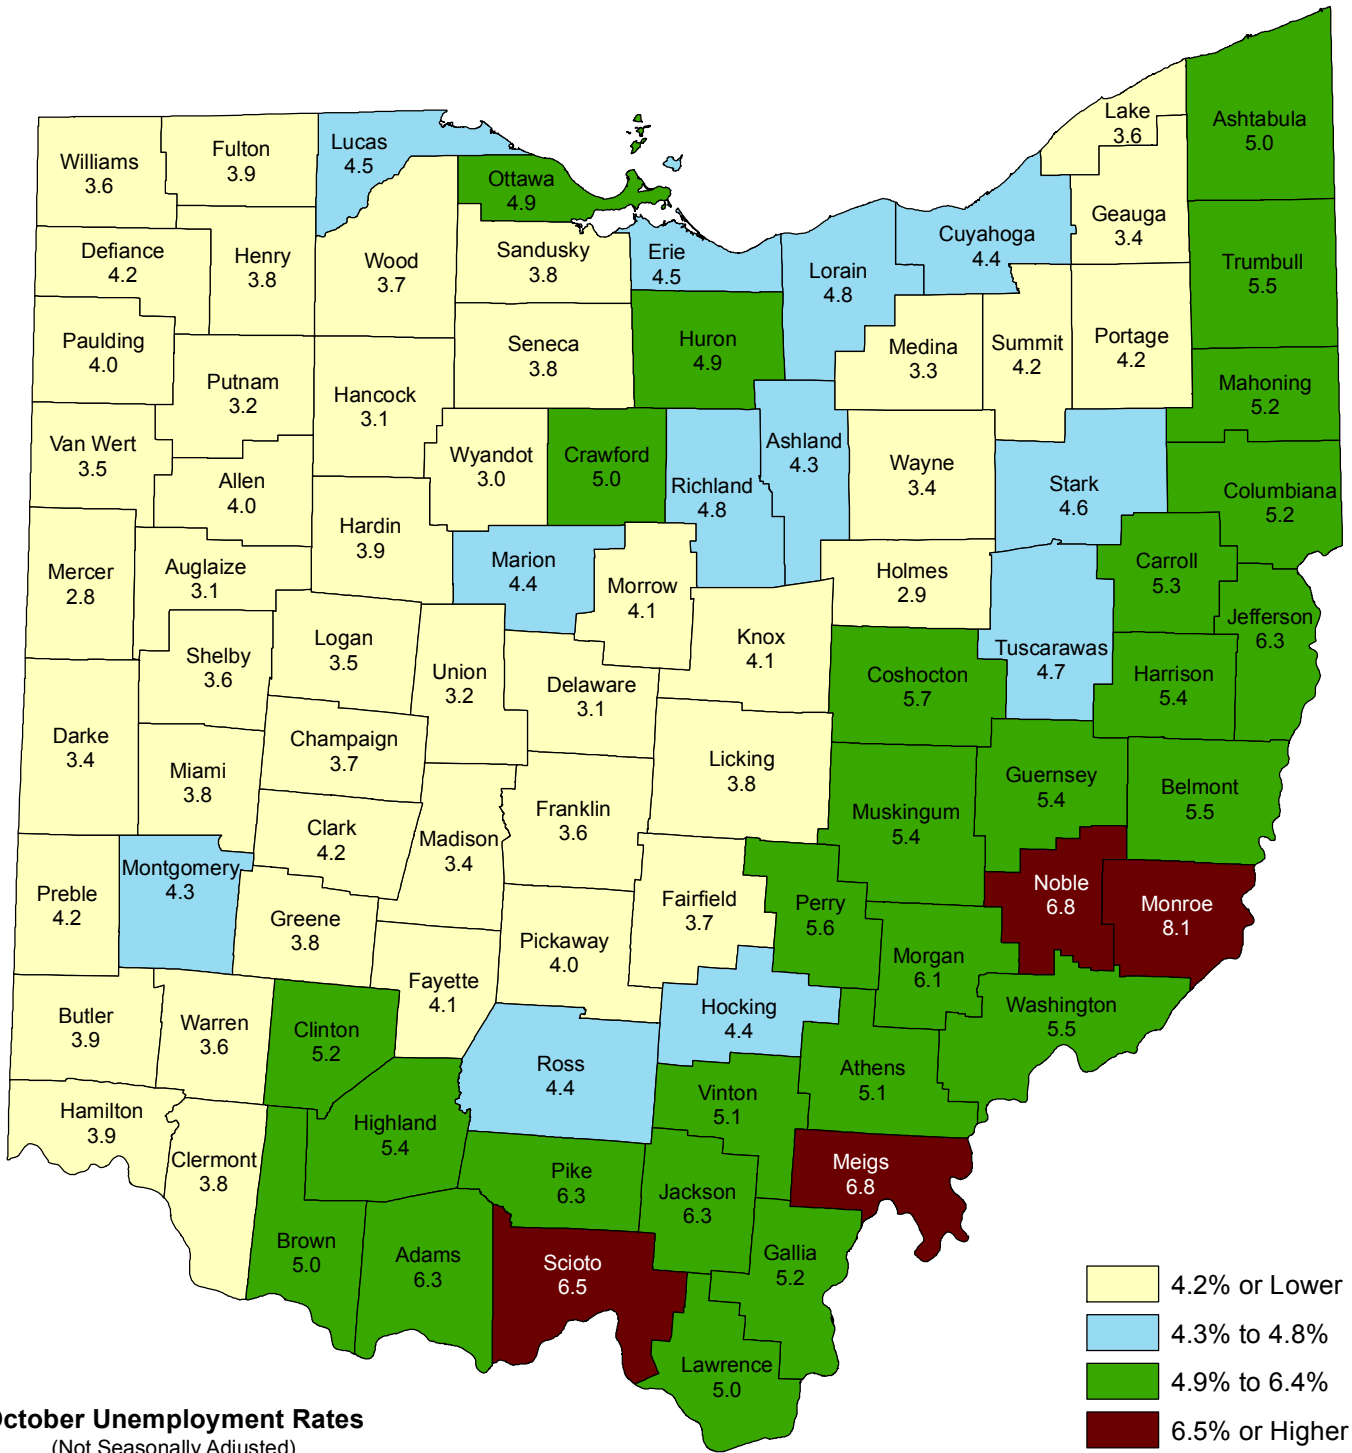 Lake
3.6
Ashtabula
5.0
Williams
3.6
Fulton
3.9
Lucas
4.5
Ottawa
4.9
Geauga
3.4
Defiance
4.2
Henry
3.8
Wood
3.7
Sandusky
3.8
Erie
4.5
Lorain
4.8
Cuyahoga
4.4
Trumbull
5.5
Paulding
4.0
Putnam
3.2
Hancock
3.1
Seneca
3.8
Huron
4.9
Medina
3.3
Summit
4.2
Portage
4.2
Mahoning
5.2
Van Wert
3.5
Allen
4.0
Wyandot
3.0
Crawford
5.0
Richland
4.8
Ashland
4.3
Wayne
3.4
Stark
4.6
Columbiana
5.2
Mercer
2.8
Auglaize
3.1
Hardin
3.9
Marion
4.4
Morrow
4.1
Holmes
2.9
Carroll
5.3
Jefferson
6.3
Shelby
3.6
Logan
3.5
Union
3.2
Delaware
3.1
Knox
4.1
Coshocton
5.7
Tuscarawas
4.7
Harrison
5.4
Darke
3.4
Miami
3.8
Champaign
3.7
Licking
3.8
Guernsey
5.4
Belmont
5.5
Clark
4.2
Madison
3.4
Franklin
3.6
Muskingum
5.4
Preble
4.2
Montgomery
4.3
Greene
3.8
Fairfield
3.7
Perry
5.6
Noble
6.8
Monroe
8.1
Fayette
4.1
Pickaway
4.0
Morgan
6.1
Washington
5.5
Butler
3.9
Warren
3.6
Clinton
5.2
Ross
4.4
Hocking
4.4
Athens
5.1
Hamilton
3.9
Clermont
3.8
Highland
5.4
Vinton
5.1
Pike
6.3
Jackson
6.3
Meigs
6.8
Brown
5.0
Adams
6.3
Scioto
6.5
Gallia
5.2
Lawrence
5.0
4.2% or Lower
4.3% to 4.8%
4.9% to 6.4%
6.5% or Higher
October Unemployment Rates
(Not Seasonally Adjusted)